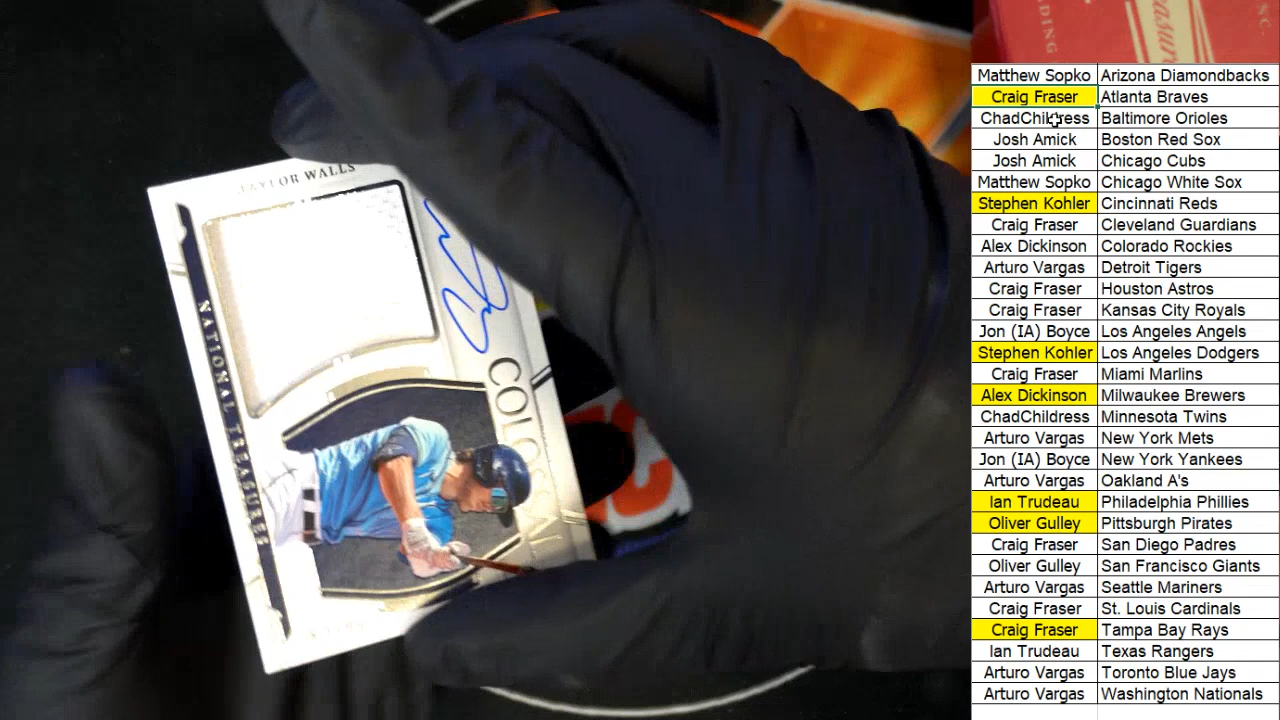 TAYLOR WALLS
NATIONAL TREASURES
Matthew Sopko Arizona Diamondbacks
Craig Fraser Atlanta Braves
ChadChildress Baltimore Orioles
Josh Amick Boston Red Sox
Josh Amick Chicago Cubs
Matthew Sopko Chicago White Sox
Stephen Kohler Cincinnati Reds
Craig Fraser Cleveland Guardians
Alex Dickinson Colorado Rockies
Arturo Vargas Detroit Tigers
Craig Fraser Houston Astros
Craig Fraser Kansas City Royals
Jon (IA) Boyce Los Angeles Angels
Stephen Kohler Los Angeles Dodgers
Craig Fraser Miami Marlins
Alex Dickinson Milwaukee Brewers
ChadChildress Minnesota Twins
Arturo Vargas New York Mets
Jon (IA) Boyce New York Yankees
Arturo Vargas Oakland A's
Ian Trudeau Philadelphia Phillies
Oliver Gulley Pittsburgh Pirates
Craig Fraser San Diego Padres
Oliver Gulley San Francisco Giants
Arturo Vargas Seattle Mariners
Craig Fraser St. Louis Cardinals
Craig Fraser Tampa Bay Rays
Ian Trudeau Texas Rangers
Arturo Vargas Toronto Blue Jays
Arturo Vargas Washington Nationals